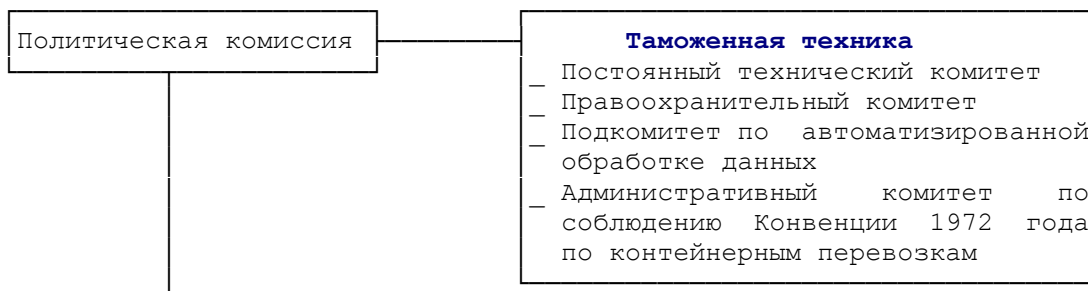 Политическая комиссия
Таможенная техника
_ Постоянный технический комитет
_ Правоохранительный комитет
_ Подкомитет по автоматизированной
обработке данных
_ Административный комитет по
соблюдению Конвенции 1972 года
по контейнерным перевозкам